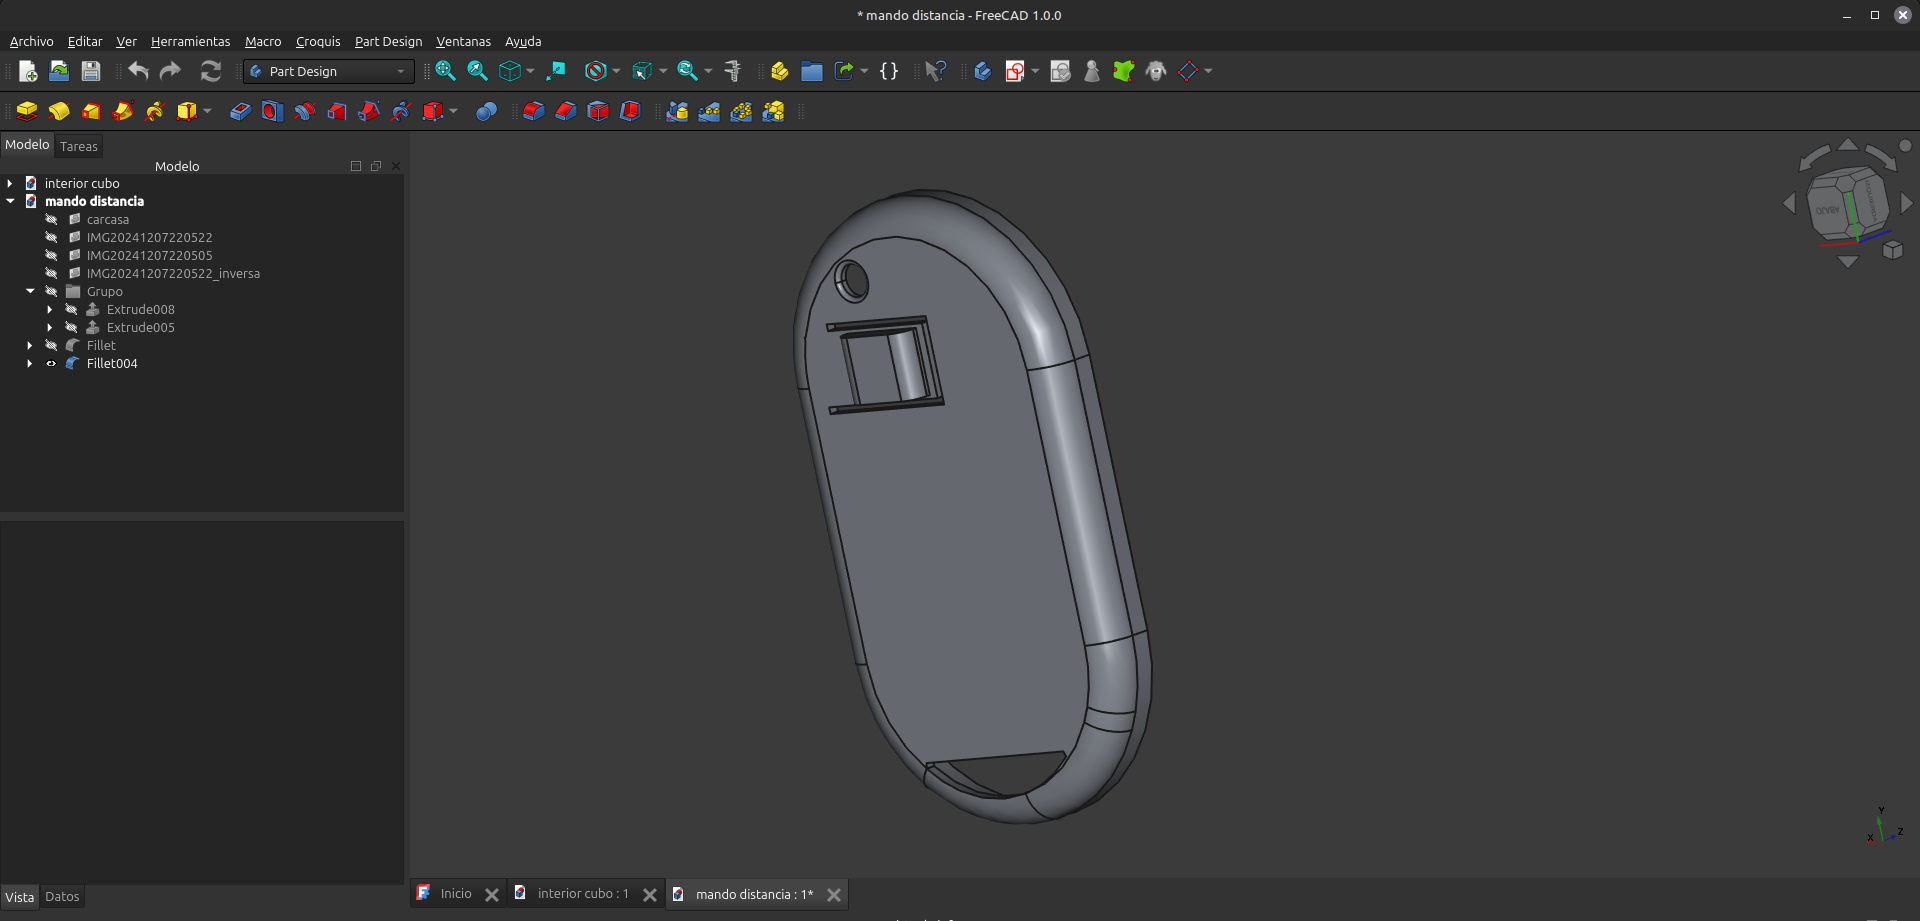 * mando distancia - FreeCAD 1.0.0
Archivo Editar Ver Herramientas Macro Croquis Part Design Ventanas Ayuda
Part Design
Modelo Tareas
Modelo
interior cubo
mando distancia
carcasa
IMG20241207220522
IMG20241207220505
IMG20241207220522_inversa
Grupo
Extrude008
Extrude005
Fillet
Fillet004
Y
X Z
Vista Datos
Inicio interior cubo : 1 mando distancia : 1*